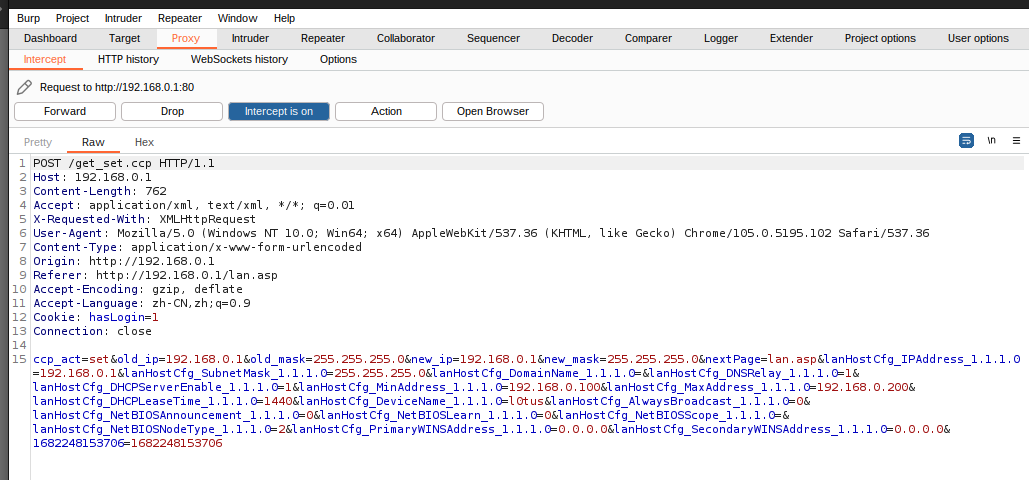 Burp Project Intruder Repeater Window Help
Dashboard Target Proxy Intruder Repeater Collaborator Sequencer Decoder Comparer Logger Extender Project options User options
Intercept HTTP history WebSockets history Options
Request to http://192.168.0.1:80
Forward Drop Intercept is on Action Open Browser
Pretty Raw Hex \n
1 POST /get_set.ccp HTTP/1.1
2 Host: 192.168.0.1
3 Content-Length: 762
4 Accept: application/xml, text/xml, */*; q=0.01
5 X-Requested-With: XMLHttpRequest
6 User-Agent: Mozilla/5.0 (Windows NT 10.0; Win64; x64) AppleWebKit/537.36 (KHTML, like Gecko) Chrome/105.0.5195.102 Safari/537.36
7 Content-Type: application/x-www-form-urlencoded
8 Origin: http://192.168.0.1
9 Referer: http://192.168.0.1/lan.asp
10 Accept-Encoding: gzip, deflate
11 Accept-Language: zh-CN,zh;q=0.9
12 Cookie: hasLogin=1
13 Connection: close
14
15 ccp_act=set&old_ip=192.168.0.1&old_mask=255.255.255.0&new_ip=192.168.0.1&new_mask=255.255.255.0&nextPage=lan.asp&lanHostCfg_IPAddress_1.1.1.0
=192.168.0.1&lanHostCfg_SubnetMask_1.1.1.0=255.255.255.0&lanHostCfg_DomainName_1.1.1.0=&lanHostCfg_DNSRelay_1.1.1.0=1&
lanHostCfg_DHCPServerEnable_1.1.1.0=1&lanHostCfg_MinAddress_1.1.1.0=192.168.0.100&lanHostCfg_MaxAddress_1.1.1.0=192.168.0.200&
lanHostCfg_DHCPLeaseTime_1.1.1.0=1440&lanHostCfg_DeviceName_1.1.1.0=l0tus&lanHostCfg_AlwaysBroadcast_1.1.1.0=0&
lanHostCfg_NetBIOSAnnouncement_1.1.1.0=0&lanHostCfg_NetBIOSLearn_1.1.1.0=0&lanHostCfg_NetBIOSScope_1.1.1.0=&
lanHostCfg_NetBIOSNodeType_1.1.1.0=2&lanHostCfg_PrimaryWINSAddress_1.1.1.0=0.0.0.0&lanHostCfg_SecondaryWINSAddress_1.1.1.0=0.0.0.0&
1682248153706=1682248153706